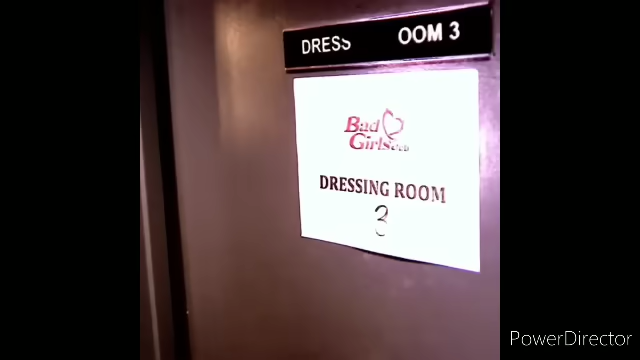 DRESS OOM 3
Bad
Girls
DRESSING ROOM
3
PowerDirector